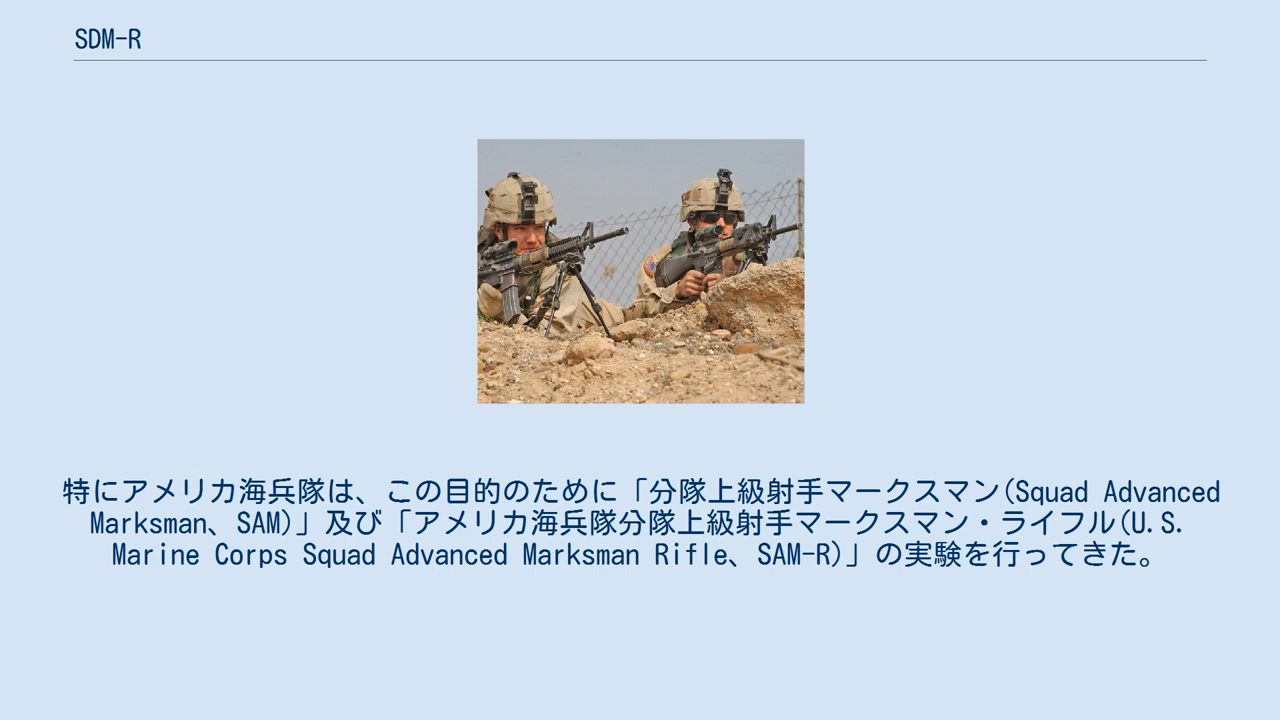 SDM-R
特にアメリカ海兵隊は、この目的のために「分隊上級射手マークスマン(Squad Advanced
Marksman、SAM)」及び「アメリカ海兵隊分隊上級射手マークスマン・ライフル(U.S.
Marine Corps Squad Advanced Marksman Rifle、SAM-R)」の実験を行ってきた。